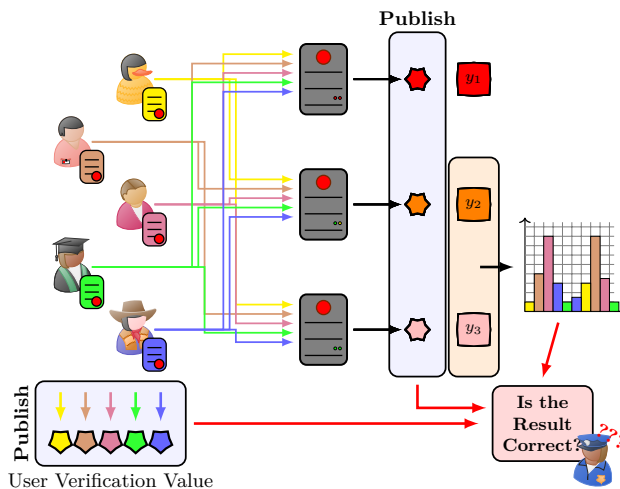 Publish
y₁
y₂
y₃
Publish
User Verification Value
Is the
Result
Correct?
???